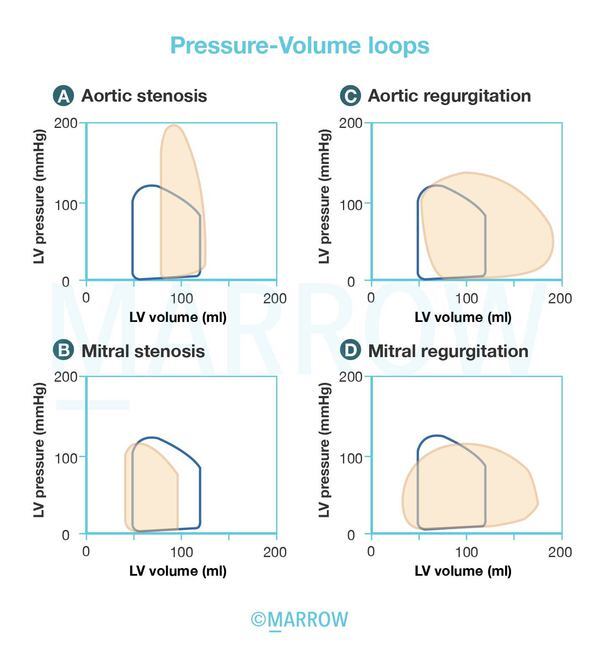 Pressure-Volume loops
A Aortic stenosis
200
100
0
LV pressure (mmHg)
0 100 200
LV volume (ml)
C Aortic regurgitation
200
100
0
LV pressure (mmHg)
0 100 200
LV volume (ml)
MARROW
B Mitral stenosis
200
100
0
LV pressure (mmHg)
0 100 200
LV volume (ml)
D Mitral regurgitation
200
100
0
LV pressure (mmHg)
0 100 200
LV volume (ml)
©MARROW